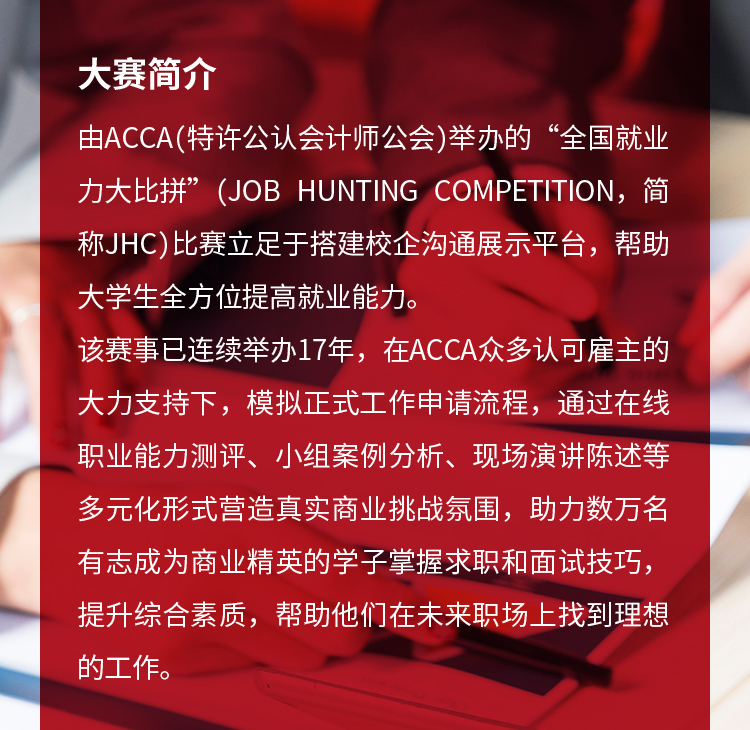 大赛简介
由ACCA(特许公认会计师公会)举办的“全国就业
力大比拼”(JOB HUNTING COMPETITION，简
称JHC)比赛立足于搭建校企沟通展示平台，帮助
大学生全方位提高就业能力。
该赛事已连续举办17年，在ACCA众多认可雇主的
大力支持下，模拟正式工作申请流程，通过在线
职业能力测评、小组案例分析、现场演讲陈述等
多元化形式营造真实商业挑战氛围，助力数万名
有志成为商业精英的学子掌握求职和面试技巧，
提升综合素质，帮助他们在未来职场上找到理想
的工作。